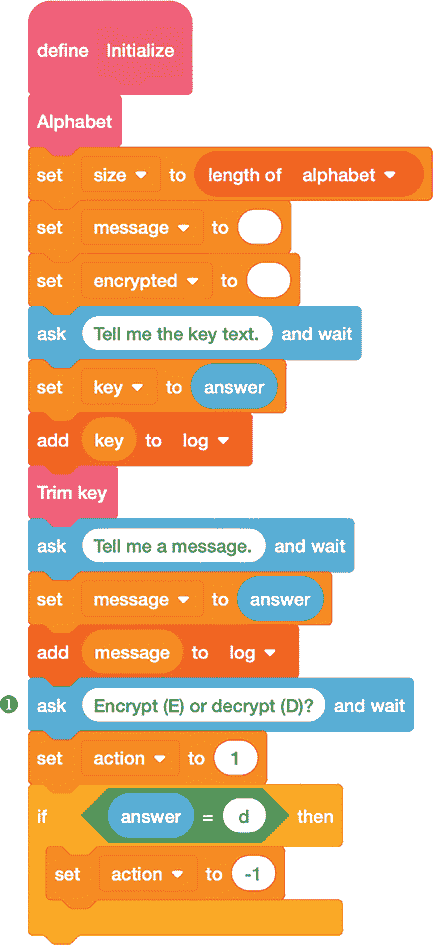 define Initialize
Alphabet
set size to length of alphabet
set message to
set encrypted to
ask Tell me the key text. and wait
set key to answer
add key to log
Trim key
ask Tell me a message. and wait
set message to answer
add message to log
❶ ask Encrypt (E) or decrypt (D)? and wait
set action to 1
if answer = d then
set action to -1